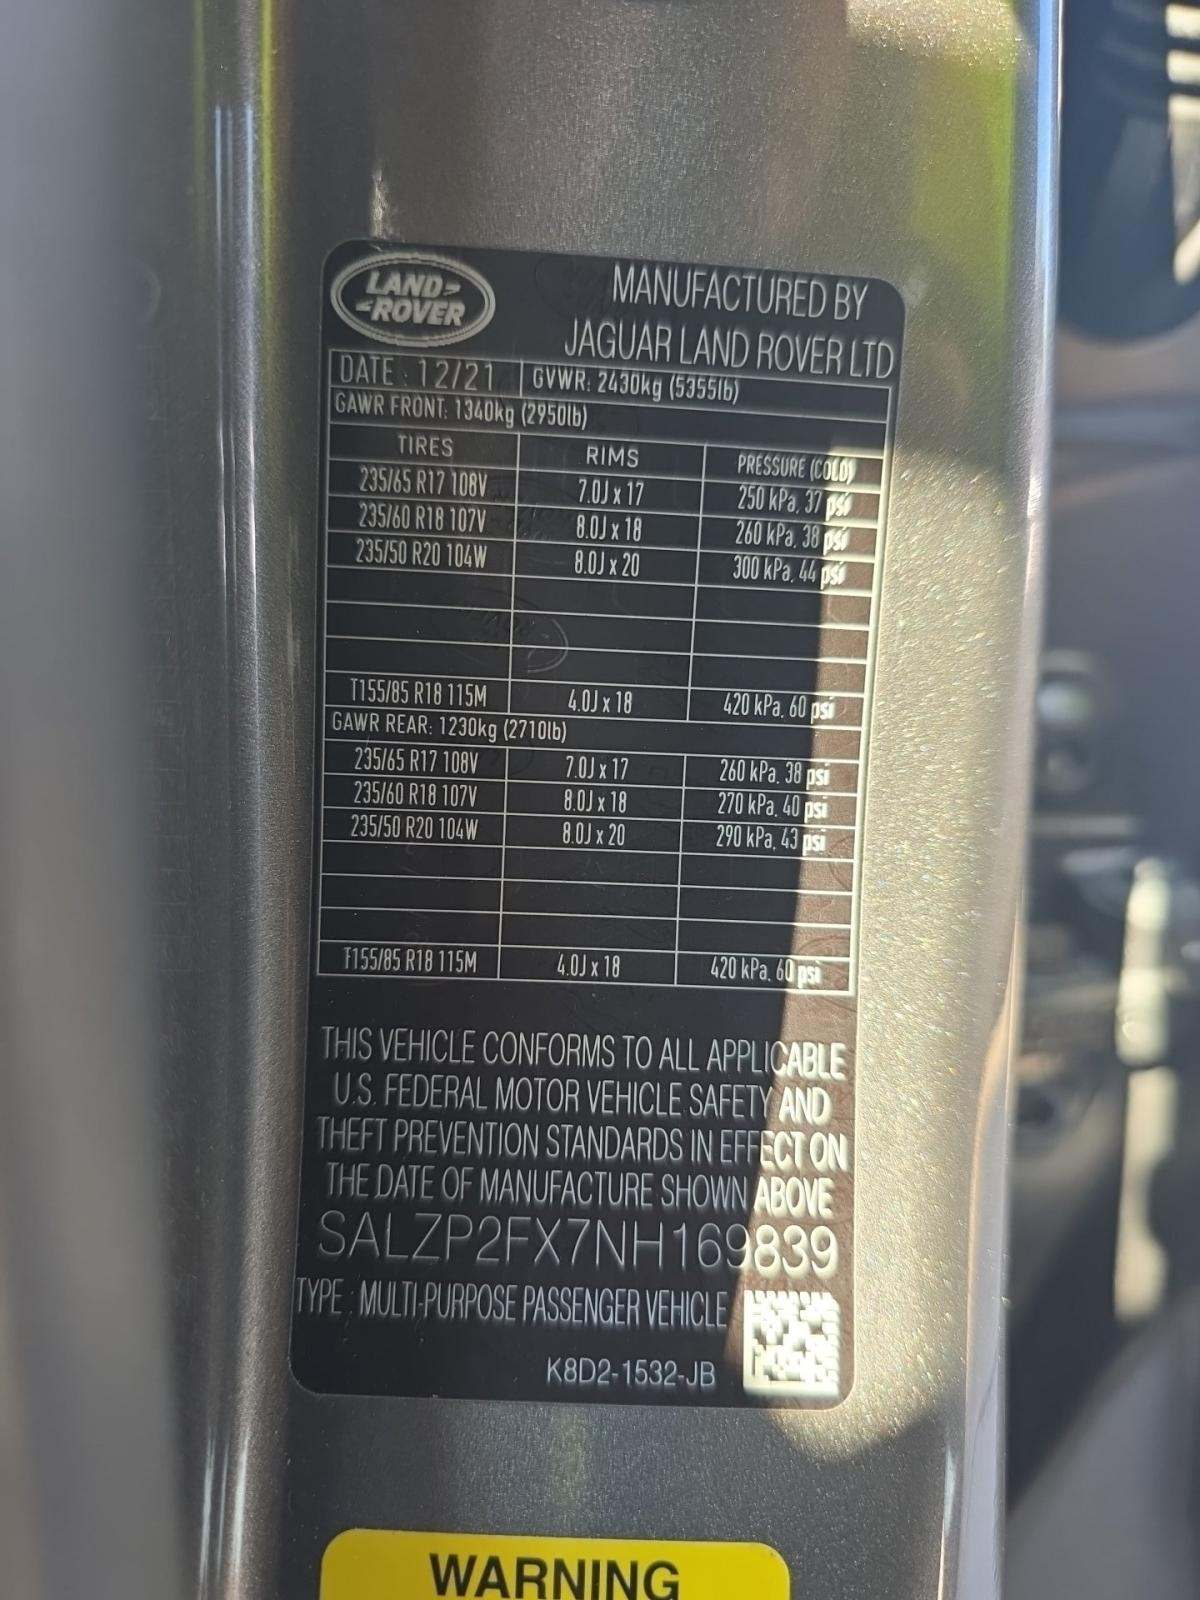 LAND-
-ROVER
MANUFACTURED BY
JAGUAR LAND ROVER LTD
DATE : 12/21 GVWR: 2430kg (5355lb)
GAWR FRONT: 1340kg (2950lb)
TIRES RIMS PRESSURE (COLD)
235/65 R17 108V 7.0J x 17 250 kPa, 37 psi
235/60 R18 107V 8.0J x 18 260 kPa, 38 psi
235/50 R20 104W 8.0J x 20 300 kPa, 44 psi
T155/85 R18 115M 4.0J x 18 420 kPa, 60 psi
GAWR REAR: 1230kg (2710lb)
235/65 R17 108V 7.0J x 17 260 kPa, 38 psi
235/60 R18 107V 8.0J x 18 270 kPa, 40 psi
235/50 R20 104W 8.0J x 20 290 kPa, 43 psi
T155/85 R18 115M 4.0J x 18 420 kPa, 60 psi
THIS VEHICLE CONFORMS TO ALL APPLICABLE
U.S. FEDERAL MOTOR VEHICLE SAFETY AND
THEFT PREVENTION STANDARDS IN EFFECT ON
THE DATE OF MANUFACTURE SHOWN ABOVE
SALZP2FX7NH169839
TYPE : MULTI-PURPOSE PASSENGER VEHICLE
K8D2-1532-JB
WARNING